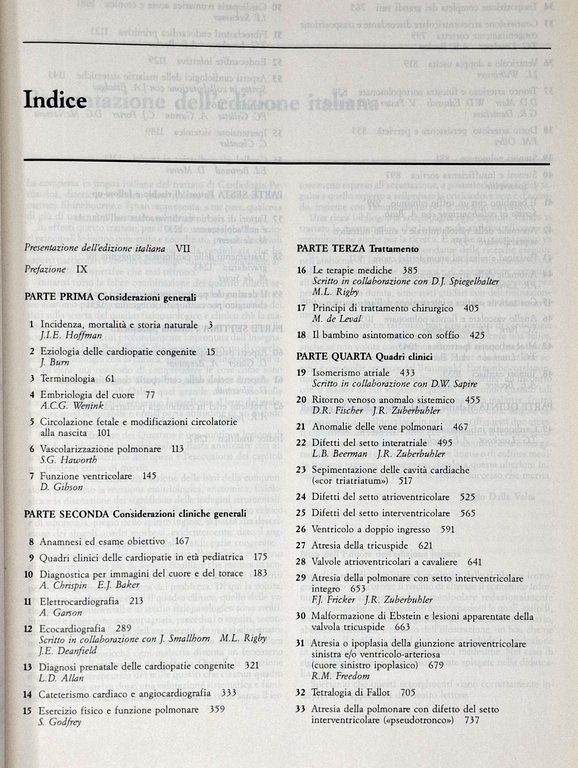 Indice
Presentazione dell'edizione italiana VII
Prefazione IX
PARTE PRIMA Considerazioni generali
1 Incidenza, mortalità e storia naturale 3
J.I.E. Hoffman
2 Eziologia delle cardiopatie congenite 15
J. Burn
3 Terminologia 61
4 Embriologia del cuore 77
A.C.G. Wenink
5 Circolazione fetale e modificazioni circolatorie
alla nascita 101
6 Vascolarizzazione polmonare 113
S.G. Haworth
7 Funzione ventricolare 145
D. Gibson
PARTE SECONDA Considerazioni cliniche generali
8 Anamnesi ed esame obiettivo 167
9 Quadri clinici delle cardiopatie in età pediatrica 175
10 Diagnostica per immagini del cuore e del torace 183
A. Chrispin E.J. Baker
11 Elettrocardiografia 213
A. Garson
12 Ecocardiografia 289
Scritto in collaborazione con J. Smallhorn M.L. Rigby
J.E. Deanfield
13 Diagnosi prenatale delle cardiopatie congenite 321
L.D. Allan
14 Cateterismo cardiaco e angiocardiografia 333
15 Esercizio fisico e funzione polmonare 359
S. Godfrey
PARTE TERZA Trattamento
16 Le terapie mediche 385
Scritto in collaborazione con D.J. Spiegelhalter
M.L. Rigby
17 Principi di trattamento chirurgico 405
M. de Leval
18 Il bambino asintomatico con soffio 425
PARTE QUARTA Quadri clinici
19 Isomerismo atriale 433
Scritto in collaborazione con D.W. Sapire
20 Ritorno venoso anomalo sistemico 455
D.R. Fischer J.R. Zuberbuhler
21 Anomalie delle vene polmonari 467
22 Difetti del setto interatriale 495
L.B. Beerman J.R. Zuberbuhler
23 Sepimentazione delle cavità cardiache
(«cor triatriatum») 517
24 Difetti del setto atrioventricolare 525
25 Difetti del setto interventricolare 565
26 Ventricolo a doppio ingresso 591
27 Atresia della tricuspide 621
28 Valvole atrioventricolari a cavaliere 641
29 Atresia della polmonare con setto interventricolare
integro 653
F.J. Fricker J.R. Zuberbuhler
30 Malformazione di Ebstein e lesioni apparentate della
valvola tricuspide 663
31 Atresia o ipoplasia della giunzione atrioventricolare
sinistra e/o ventricolo-arteriosa
(cuore sinistro ipoplasico) 679
R.M. Freedom
32 Tetralogia di Fallot 705
33 Atresia della polmonare con difetto del setto
interventricolare («pseudotronco») 737